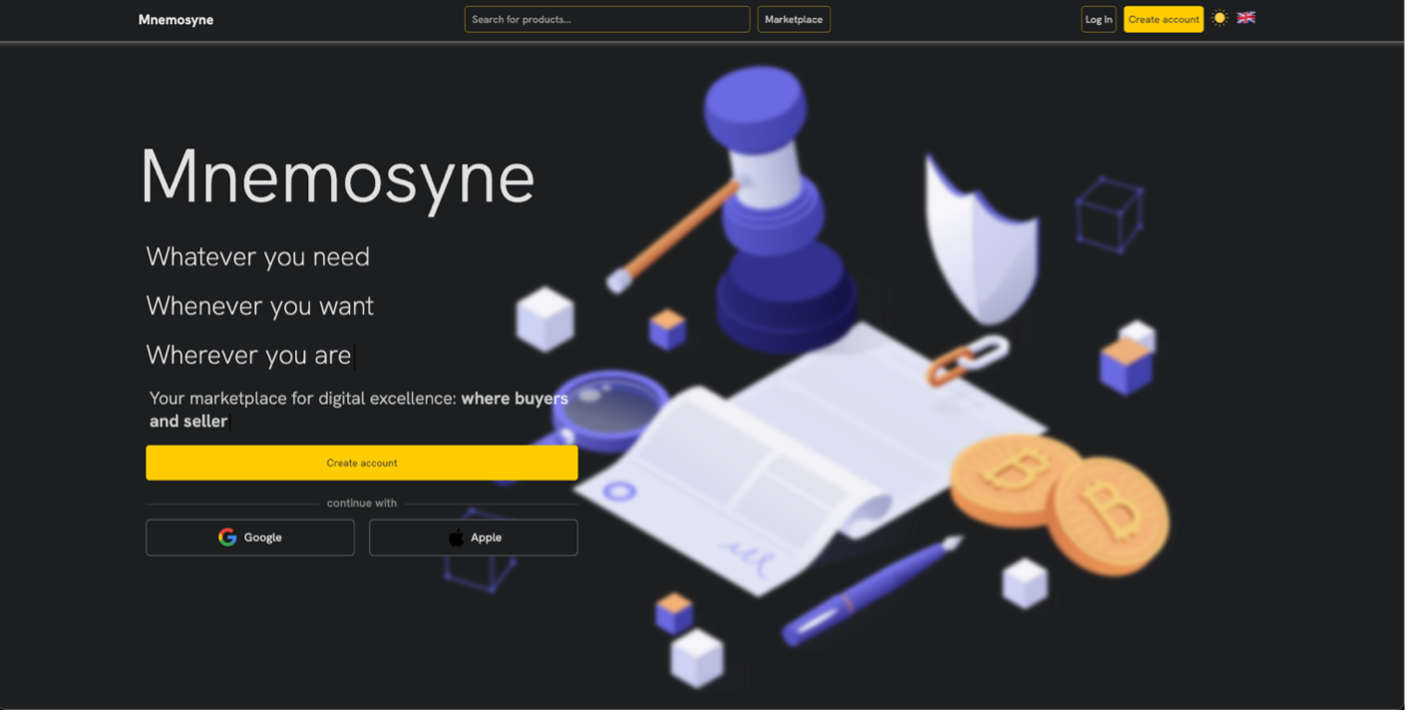 Mnemosyne
Search for products...
Marketplace
Log In
Create account
Mnemosyne
Whatever you need
Whenever you want
Wherever you are
Your marketplace for digital excellence: where buyers
and seller
Create account
continue with
Google
Apple